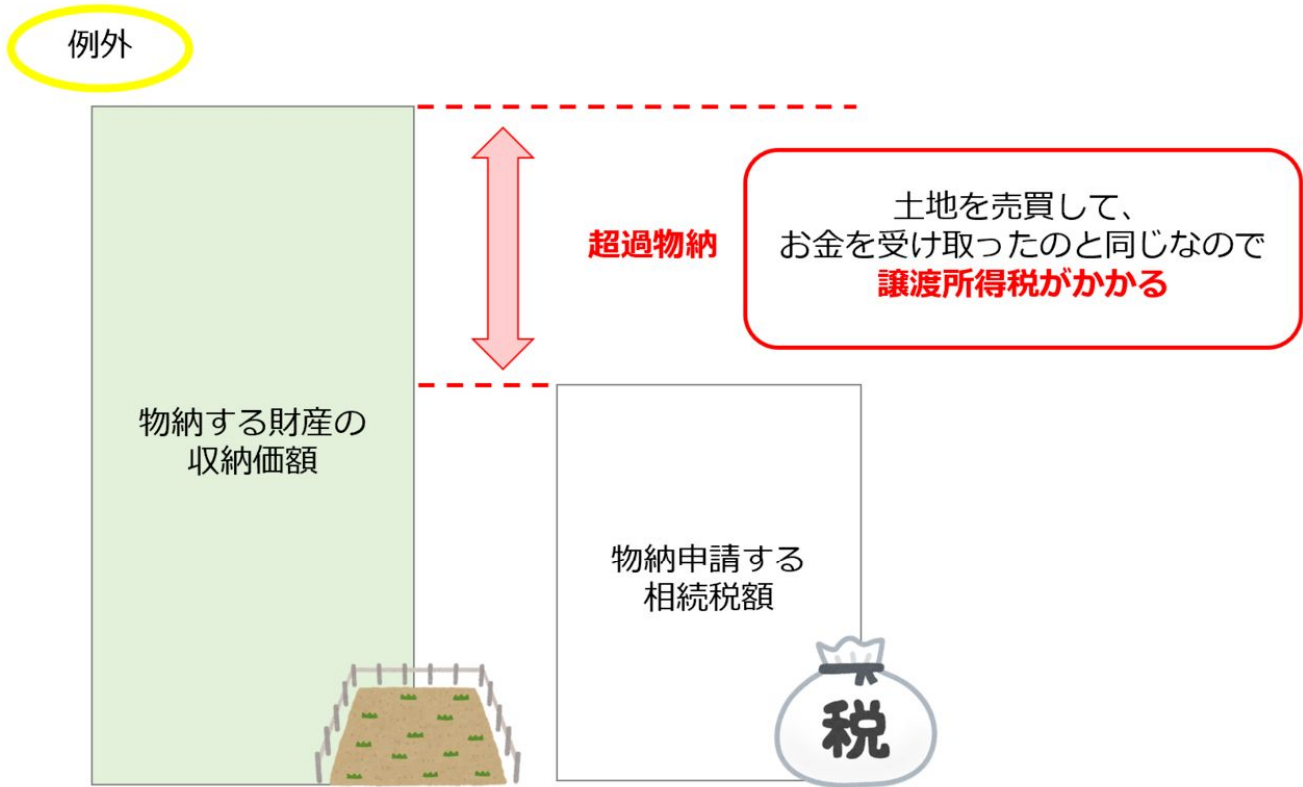 例外
土地を売買して、
お金を受け取ったのと同じなので
譲渡所得税がかかる
超過物納
物納する財産の
収納価額
物納申請する
相続税額
税